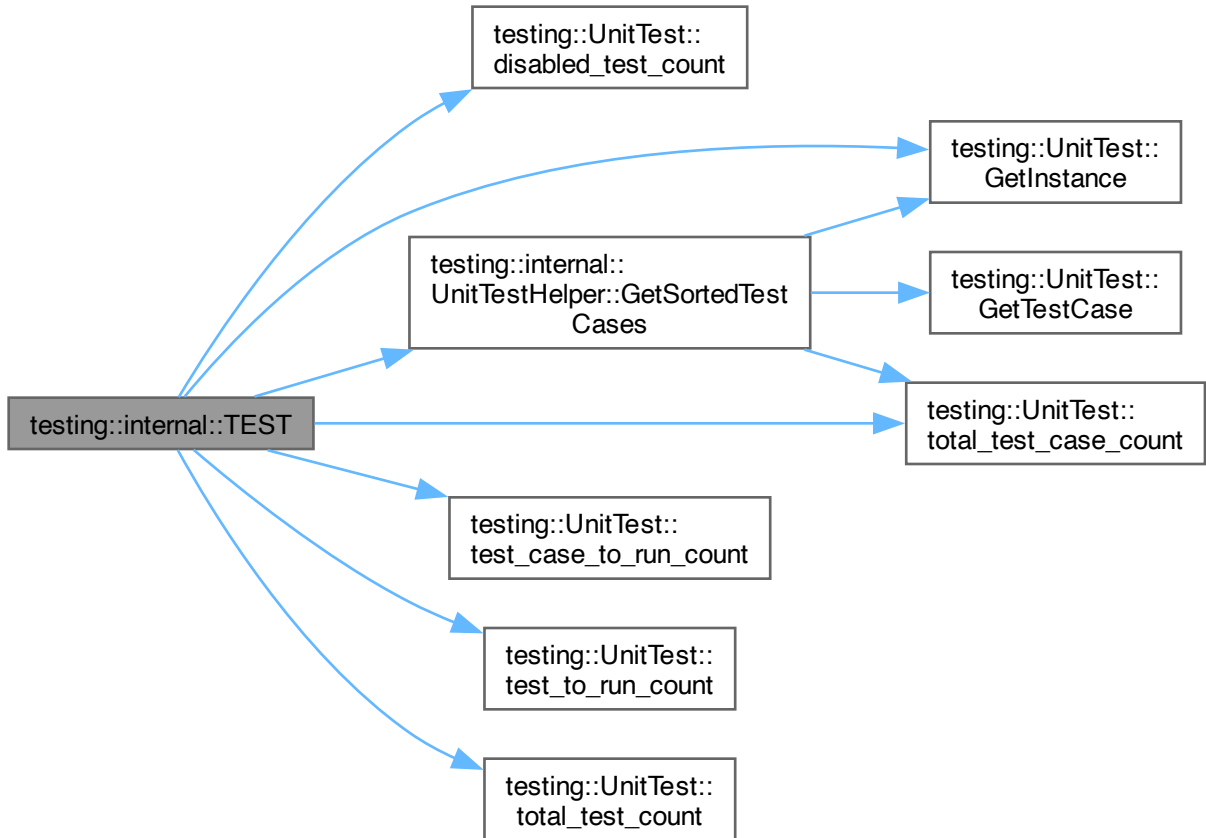 testing::UnitTest::
disabled_test_count
testing::UnitTest::
GetInstance
testing::internal::
UnitTestHelper::GetSortedTest
Cases
testing::UnitTest::
GetTestCase
testing::internal::TEST
testing::UnitTest::
total_test_case_count
testing::UnitTest::
test_case_to_run_count
testing::UnitTest::
test_to_run_count
testing::UnitTest::
total_test_count